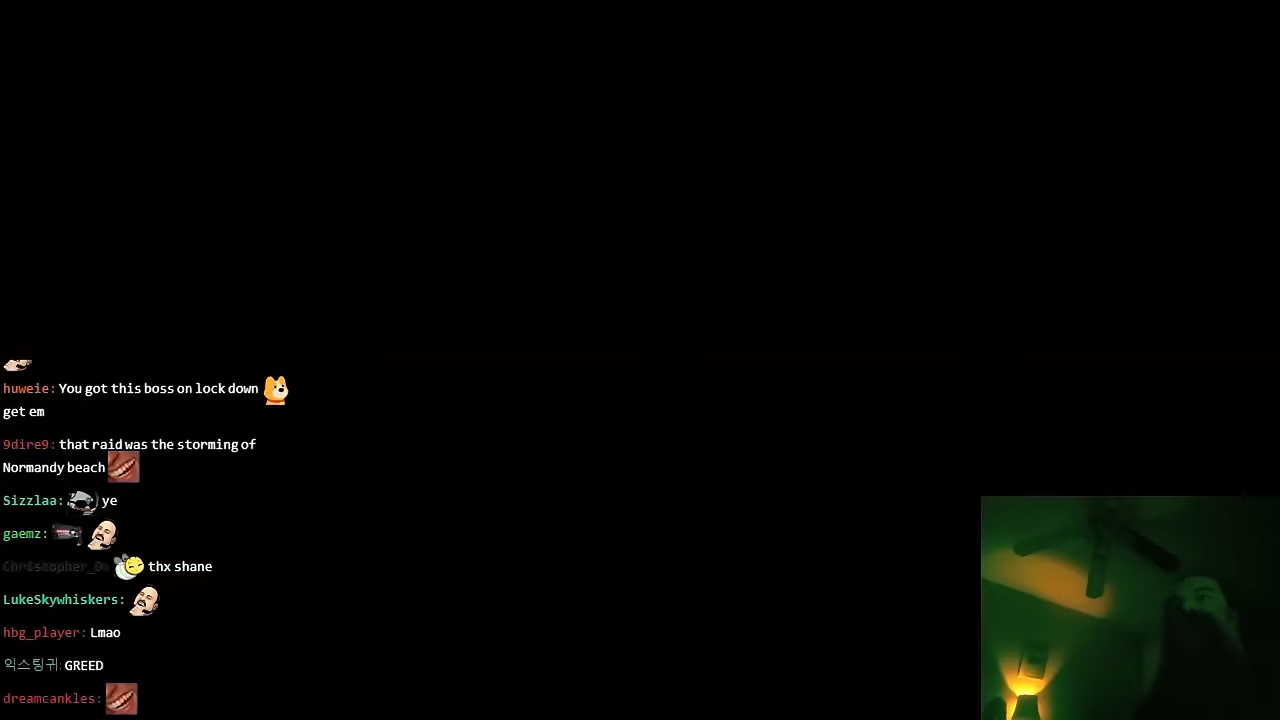 huweie: You got this boss on lock down
get em
9dire9: that raid was the storming of
Normandy beach
Sizzlaa: ye
gaemz:
thx shane
LukeSkywhiskers:
hbg_player: Lmao
익스팅귀: GREED
dreamcankles: